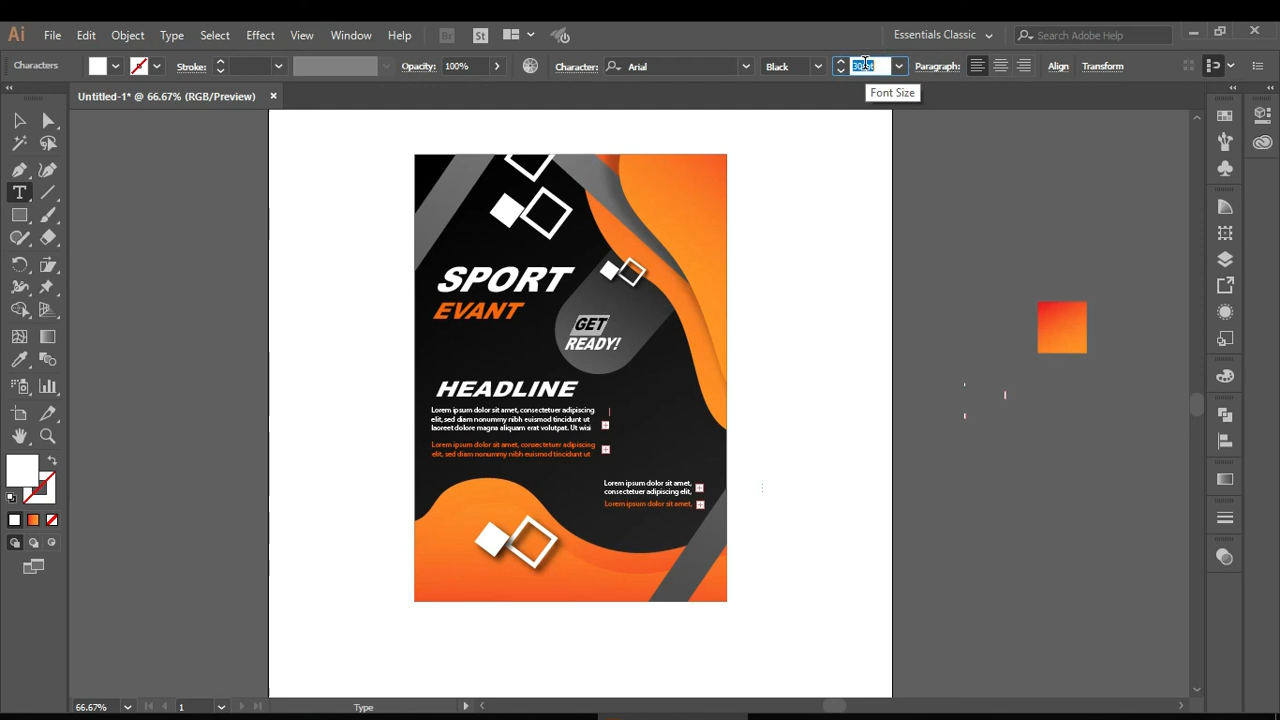 Ai File Edit Object Type Select Effect View Window Help Br St Essentials Classic Search Adobe Help
Characters Stroke: Opacity: 100% Character: Arial Black Font Size Paragraph: Align Transform
Untitled-1* @ 66.67% (RGB/Preview)
SPORT
EVANT
GET
READY!
HEADLINE
Lorem ipsum dolor sit amet, consectetuer adipiscing
elit, sed diam nonummy nibh euismod tincidunt ut
laoreet dolore magna aliquam erat volutpat. Ut wisi
Lorem ipsum dolor sit amet, consectetuer adipiscing
elit, sed diam nonummy nibh euismod tincidunt ut
Lorem ipsum dolor sit amet,
consectetuer adipiscing elit,
Lorem ipsum dolor sit amet,
66.67% 1 Type